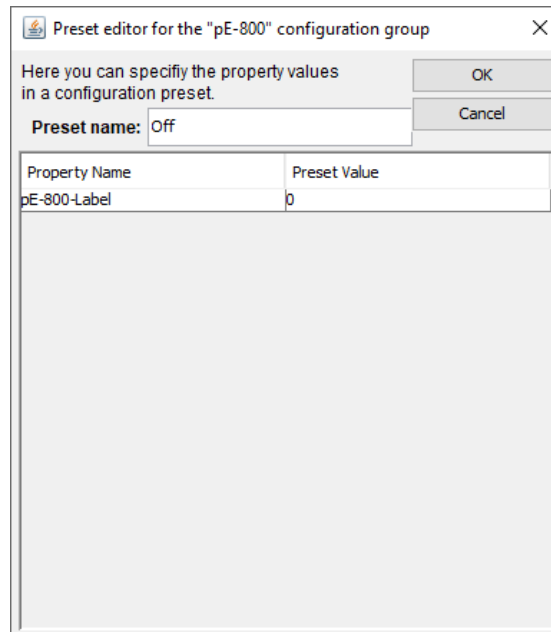 Preset editor for the "pE-800" configuration group
Here you can specifiy the property values
in a configuration preset.
OK
Cancel
Preset name: Off
Property Name Preset Value
pE-800-Label 0